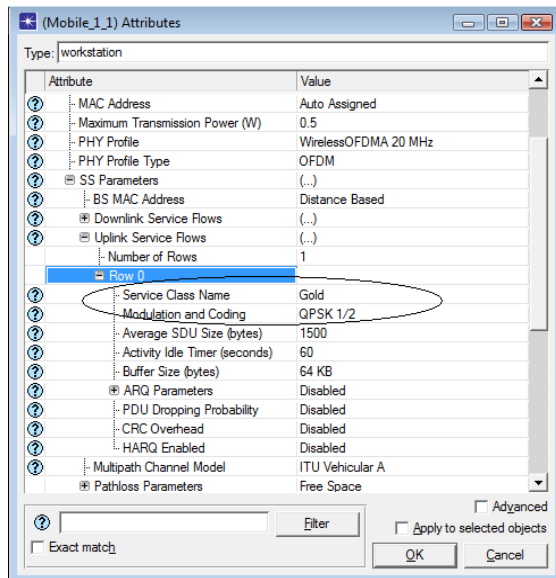 (Mobile_1_1) Attributes
Type: workstation
Attribute Value
MAC Address Auto Assigned
Maximum Transmission Power (W) 0.5
PHY Profile WirelessOFDMA 20 MHz
PHY Profile Type OFDM
SS Parameters (...)
BS MAC Address Distance Based
Downlink Service Flows (...)
Uplink Service Flows (...)
Number of Rows 1
Row 0
Service Class Name Gold
Modulation and Coding QPSK 1/2
Average SDU Size (bytes) 1500
Activity Idle Timer (seconds) 60
Buffer Size (bytes) 64 KB
ARQ Parameters Disabled
PDU Dropping Probability Disabled
CRC Overhead Disabled
HARQ Enabled Disabled
Multipath Channel Model ITU Vehicular A
Pathloss Parameters Free Space
Advanced
Filter Apply to selected objects
Exact match
OK Cancel